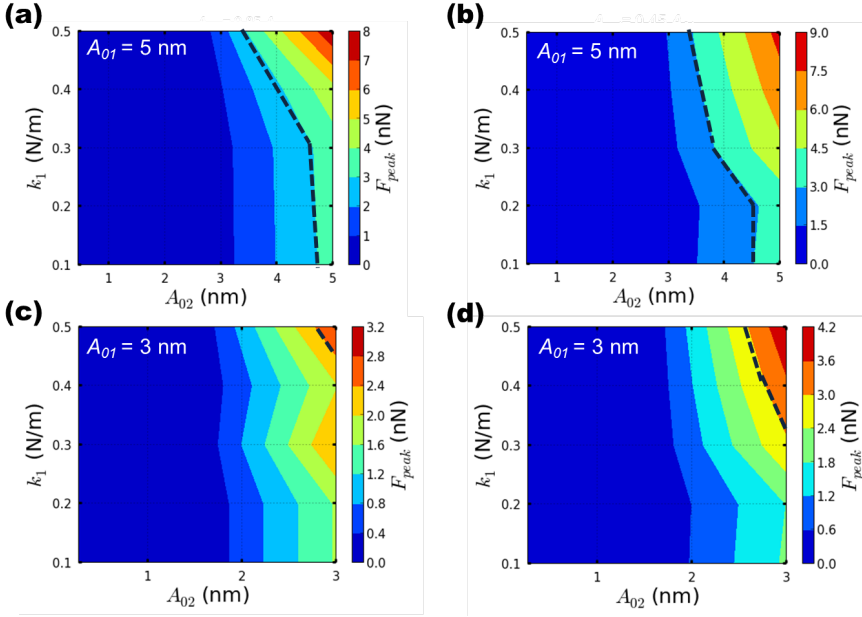 (a)
A01 = 5 nm
0.5
0.4
0.3
0.2
0.1
k1 (N/m)
1 2 3 4 5
A02 (nm)
8
7
6
5
4
3
2
1
0
Fpeak (nN)
(b)
A01 = 5 nm
0.5
0.4
0.3
0.2
0.1
k1 (N/m)
1 2 3 4 5
A02 (nm)
9.0
7.5
6.0
4.5
3.0
1.5
0.0
Fpeak (nN)
(c)
A01 = 3 nm
0.5
0.4
0.3
0.2
0.1
k1 (N/m)
1 2 3
A02 (nm)
3.2
2.8
2.4
2.0
1.6
1.2
0.8
0.4
0.0
Fpeak (nN)
(d)
A01 = 3 nm
0.5
0.4
0.3
0.2
0.1
k1 (N/m)
1 2 3
A02 (nm)
4.2
3.6
3.0
2.4
1.8
1.2
0.6
0.0
Fpeak (nN)